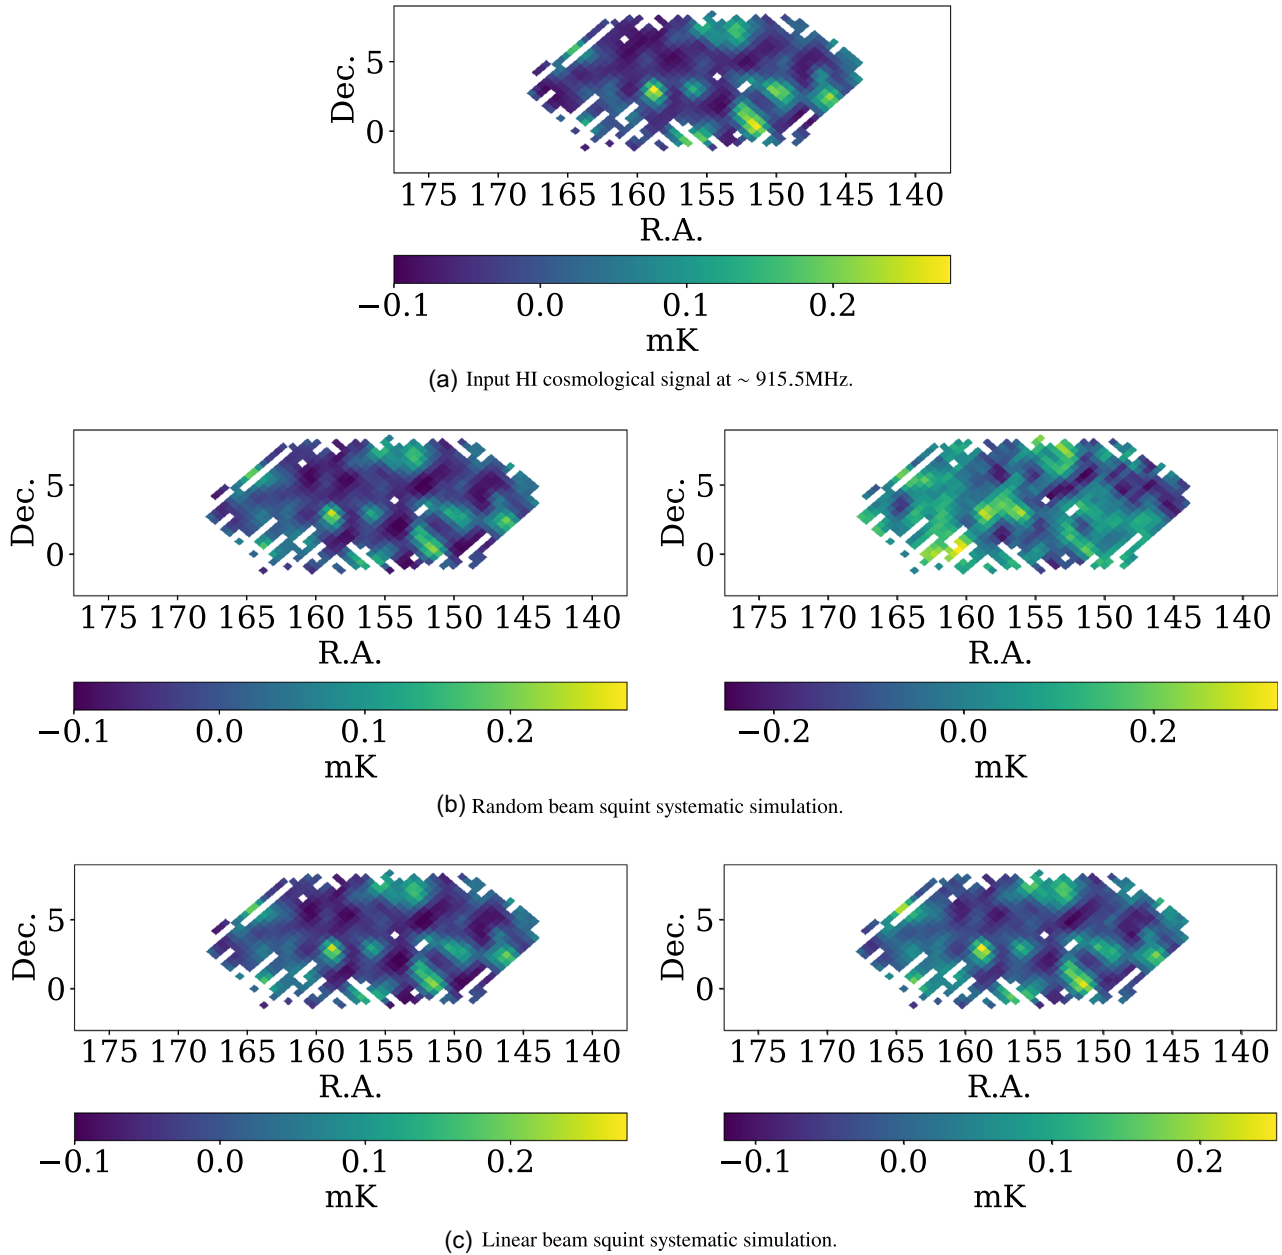 Dec.
5
0
175 170 165 160 155 150 145 140
R.A.
−0.1 0.0 0.1 0.2
mK
(a) Input HI cosmological signal at ~ 915.5MHz.
Dec.
5
0
175 170 165 160 155 150 145 140
R.A.
−0.1 0.0 0.1 0.2
mK
Dec.
5
0
175 170 165 160 155 150 145 140
R.A.
−0.2 0.0 0.2
mK
(b) Random beam squint systematic simulation.
Dec.
5
0
175 170 165 160 155 150 145 140
R.A.
−0.1 0.0 0.1 0.2
mK
Dec.
5
0
175 170 165 160 155 150 145 140
R.A.
−0.1 0.0 0.1 0.2
mK
(c) Linear beam squint systematic simulation.